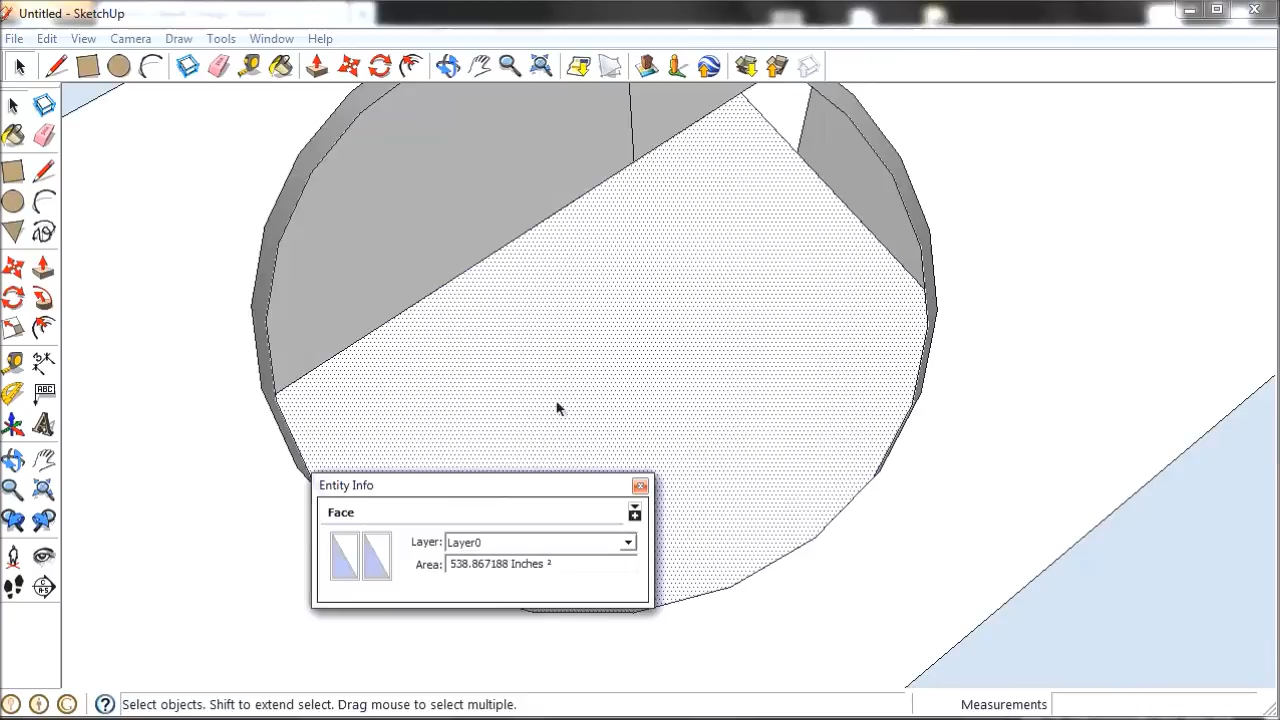 Untitled - SketchUp
File Edit View Camera Draw Tools Window Help
ABC
Entity Info
Face
Layer: Layer0
Area: 538.867188 Inches ²
Select objects. Shift to extend select. Drag mouse to select multiple.
Measurements